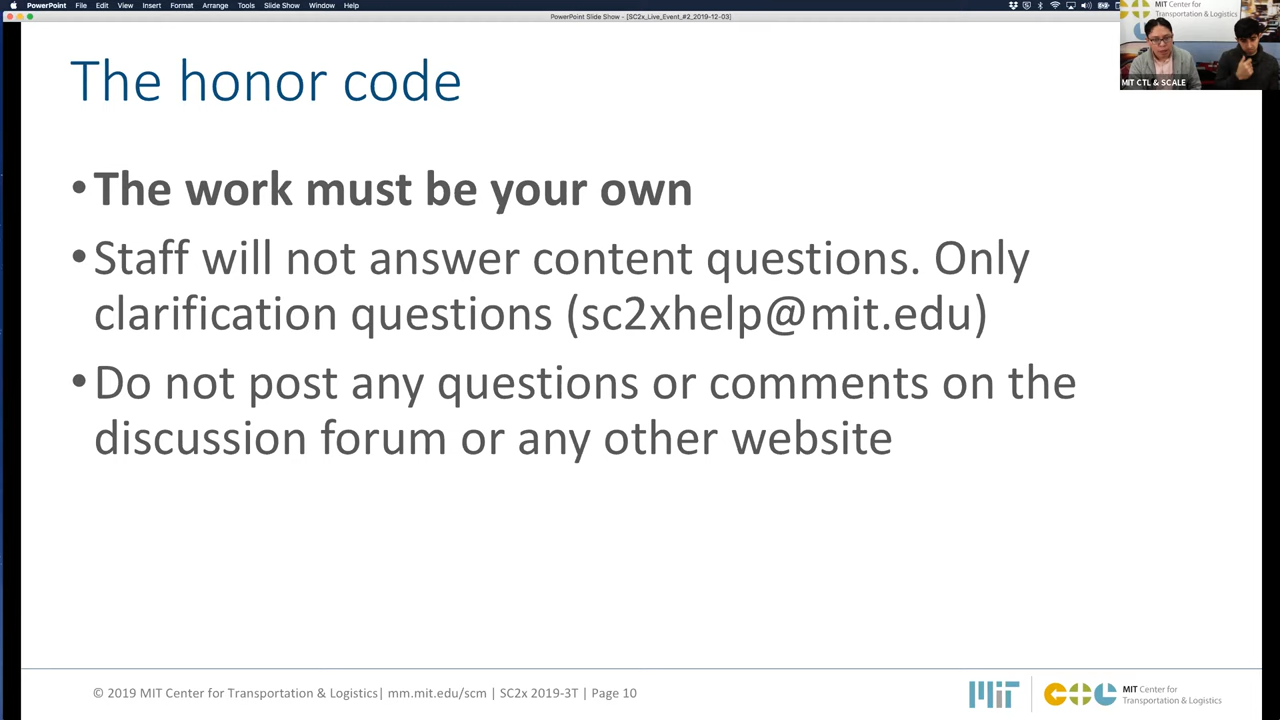 PowerPoint File Edit View Insert Format Arrange Tools Slide Show Window Help
PowerPoint Slide Show - [SC2x_Live_Event_#2_2019-12-03]
MIT Center for
Transportation & Logistics
MIT CTL & SCALE
The honor code
•The work must be your own
•Staff will not answer content questions. Only
clarification questions (sc2xhelp@mit.edu)
•Do not post any questions or comments on the
discussion forum or any other website
© 2019 MIT Center for Transportation & Logistics| mm.mit.edu/scm | SC2x 2019-3T | Page 10
MIT
CTL
MIT Center for
Transportation & Logistics